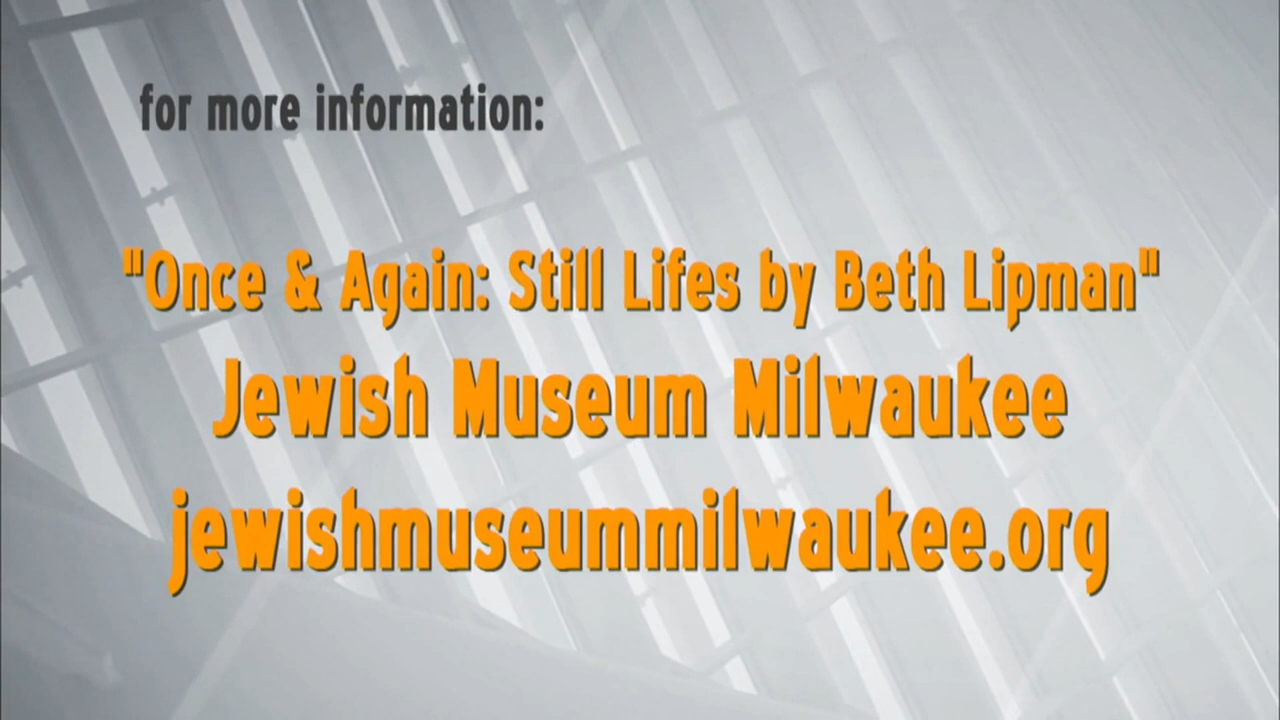 for more information:
"Once & Again: Still Lifes by Beth Lipman"
Jewish Museum Milwaukee
jewishmuseummilwaukee.org